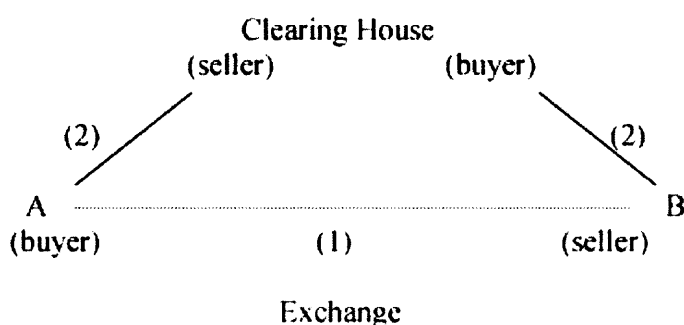 Clearing House
(seller) (buyer)
(2) (2)
A B
(buyer) (1) (seller)
Exchange